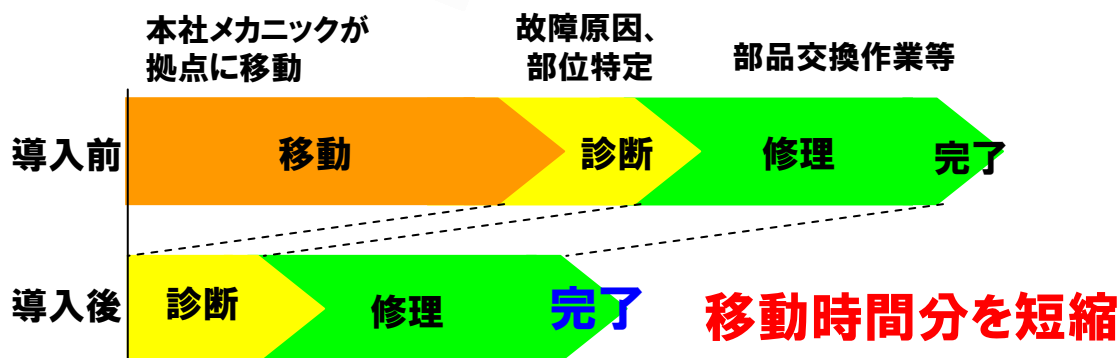 本社メカニックが
拠点に移動
故障原因、
部位特定
部品交換作業等
導入前
移動
診断
修理
完了
導入後
診断
修理
完了
移動時間分を短縮